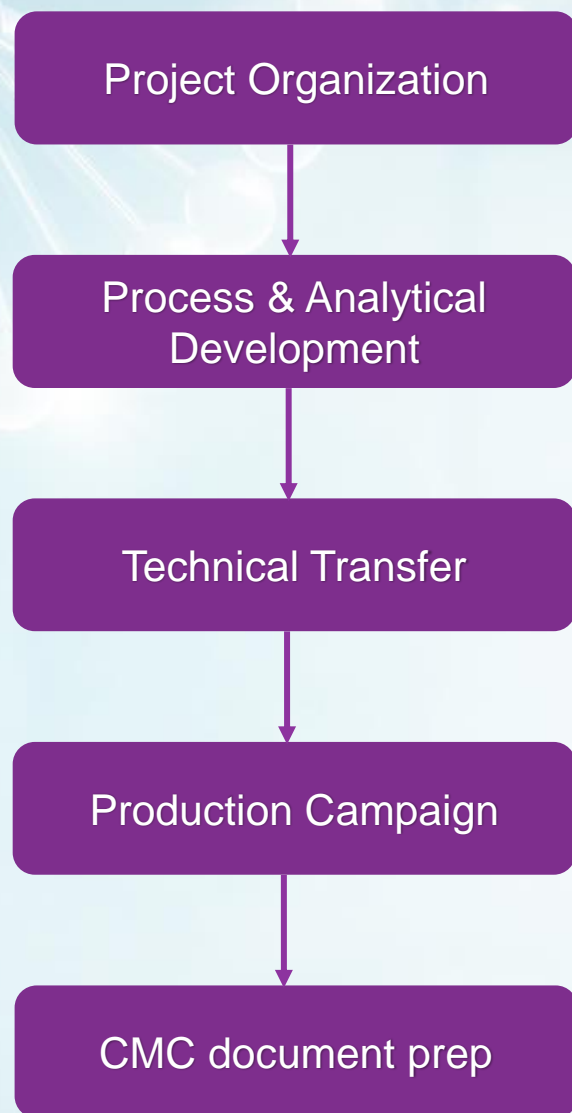 Project Organization
Process & Analytical
Development
Technical Transfer
Production Campaign
CMC document prep